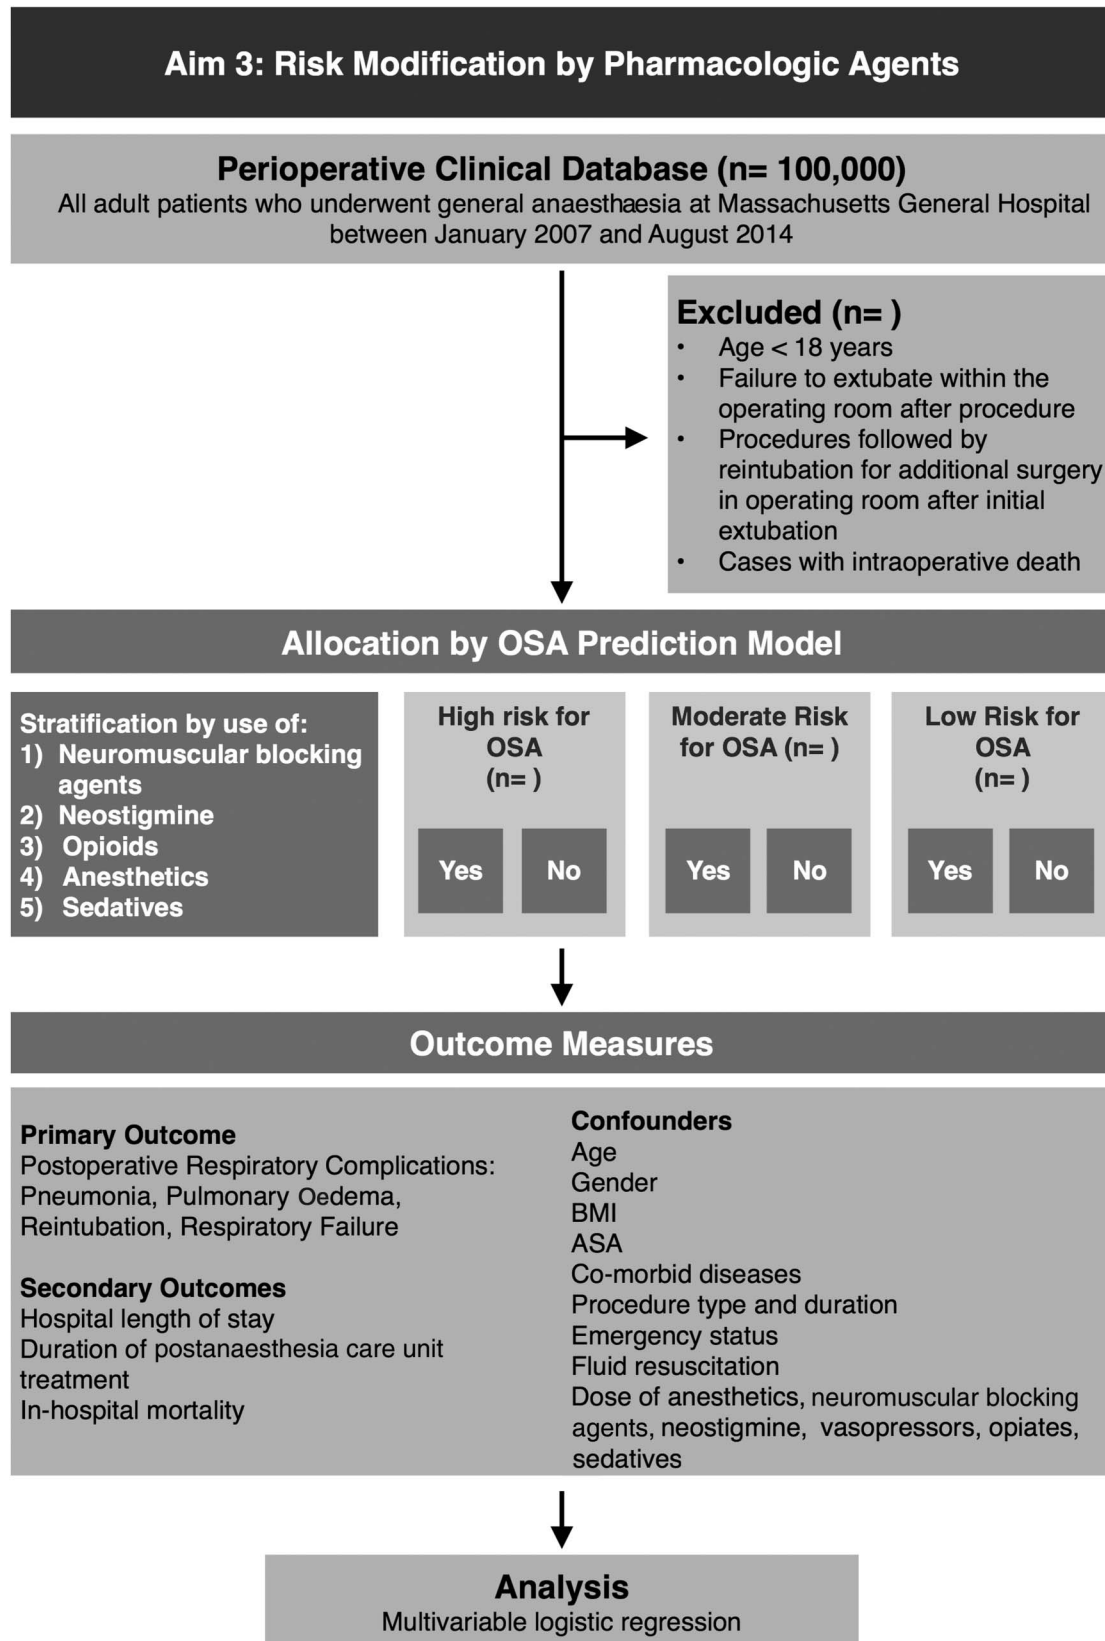 Aim 3: Risk Modification by Pharmacologic Agents
Perioperative Clinical Database (n= 100,000)
All adult patients who underwent general anaesthaesia at Massachusetts General Hospital
between January 2007 and August 2014
Excluded (n= )
• Age < 18 years
• Failure to extubate within the
operating room after procedure
• Procedures followed by
reintubation for additional surgery
in operating room after initial
extubation
• Cases with intraoperative death
Allocation by OSA Prediction Model
Stratification by use of:
1) Neuromuscular blocking
agents
2) Neostigmine
3) Opioids
4) Anesthetics
5) Sedatives
High risk for
OSA
(n= )
Yes No
Moderate Risk
for OSA (n= )
Yes No
Low Risk for
OSA
(n= )
Yes No
Outcome Measures
Primary Outcome
Postoperative Respiratory Complications:
Pneumonia, Pulmonary Oedema,
Reintubation, Respiratory Failure
Secondary Outcomes
Hospital length of stay
Duration of postanaesthesia care unit
treatment
In-hospital mortality
Confounders
Age
Gender
BMI
ASA
Co-morbid diseases
Procedure type and duration
Emergency status
Fluid resuscitation
Dose of anesthetics, neuromuscular blocking
agents, neostigmine, vasopressors, opiates,
sedatives
Analysis
Multivariable logistic regression